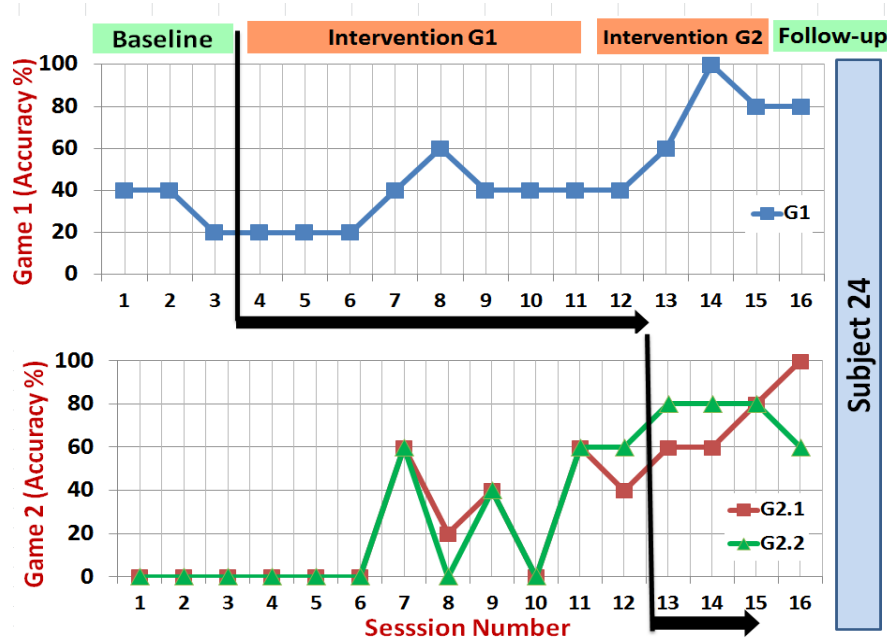 Baseline
Intervention G1
Intervention G2
Follow-up
Game 1 (Accuracy %)
100
80
60
40
20
0
G1
1 2 3 4 5 6 7 8 9 10 11 12 13 14 15 16
Subject 24
Game 2 (Accuracy %)
100
80
60
40
20
0
G2.1
G2.2
1 2 3 4 5 6 7 8 9 10 11 12 13 14 15 16
Sesssion Number